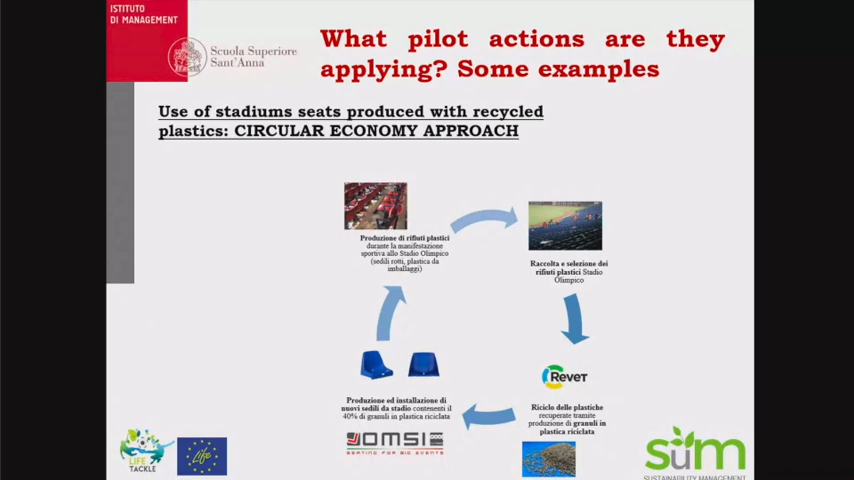 ISTITUTO
DI MANAGEMENT
Scuola Superiore
Sant'Anna
What pilot actions are they
applying? Some examples
Use of stadiums seats produced with recycled
plastics: CIRCULAR ECONOMY APPROACH
Produzione di rifiuti plastici
durante la manifestazione
sportiva allo Stadio Olimpico
(sedili rotti, plastica da
imballaggi)
Raccolta e selezione dei
rifiuti plastici Stadio
Olimpico
REVET
Riciclo delle plastiche
recuperate tramite
produzione di granuli in
plastica riciclata
Produzione ed installazione di
nuovi sedili da stadio contenenti il
40% di granuli in plastica riciclata
OMSI
SEATING FOR BIG EVENTS
LIFE
TACKLE
Life
SuM
SUSTAINABILITY MANAGEMENT